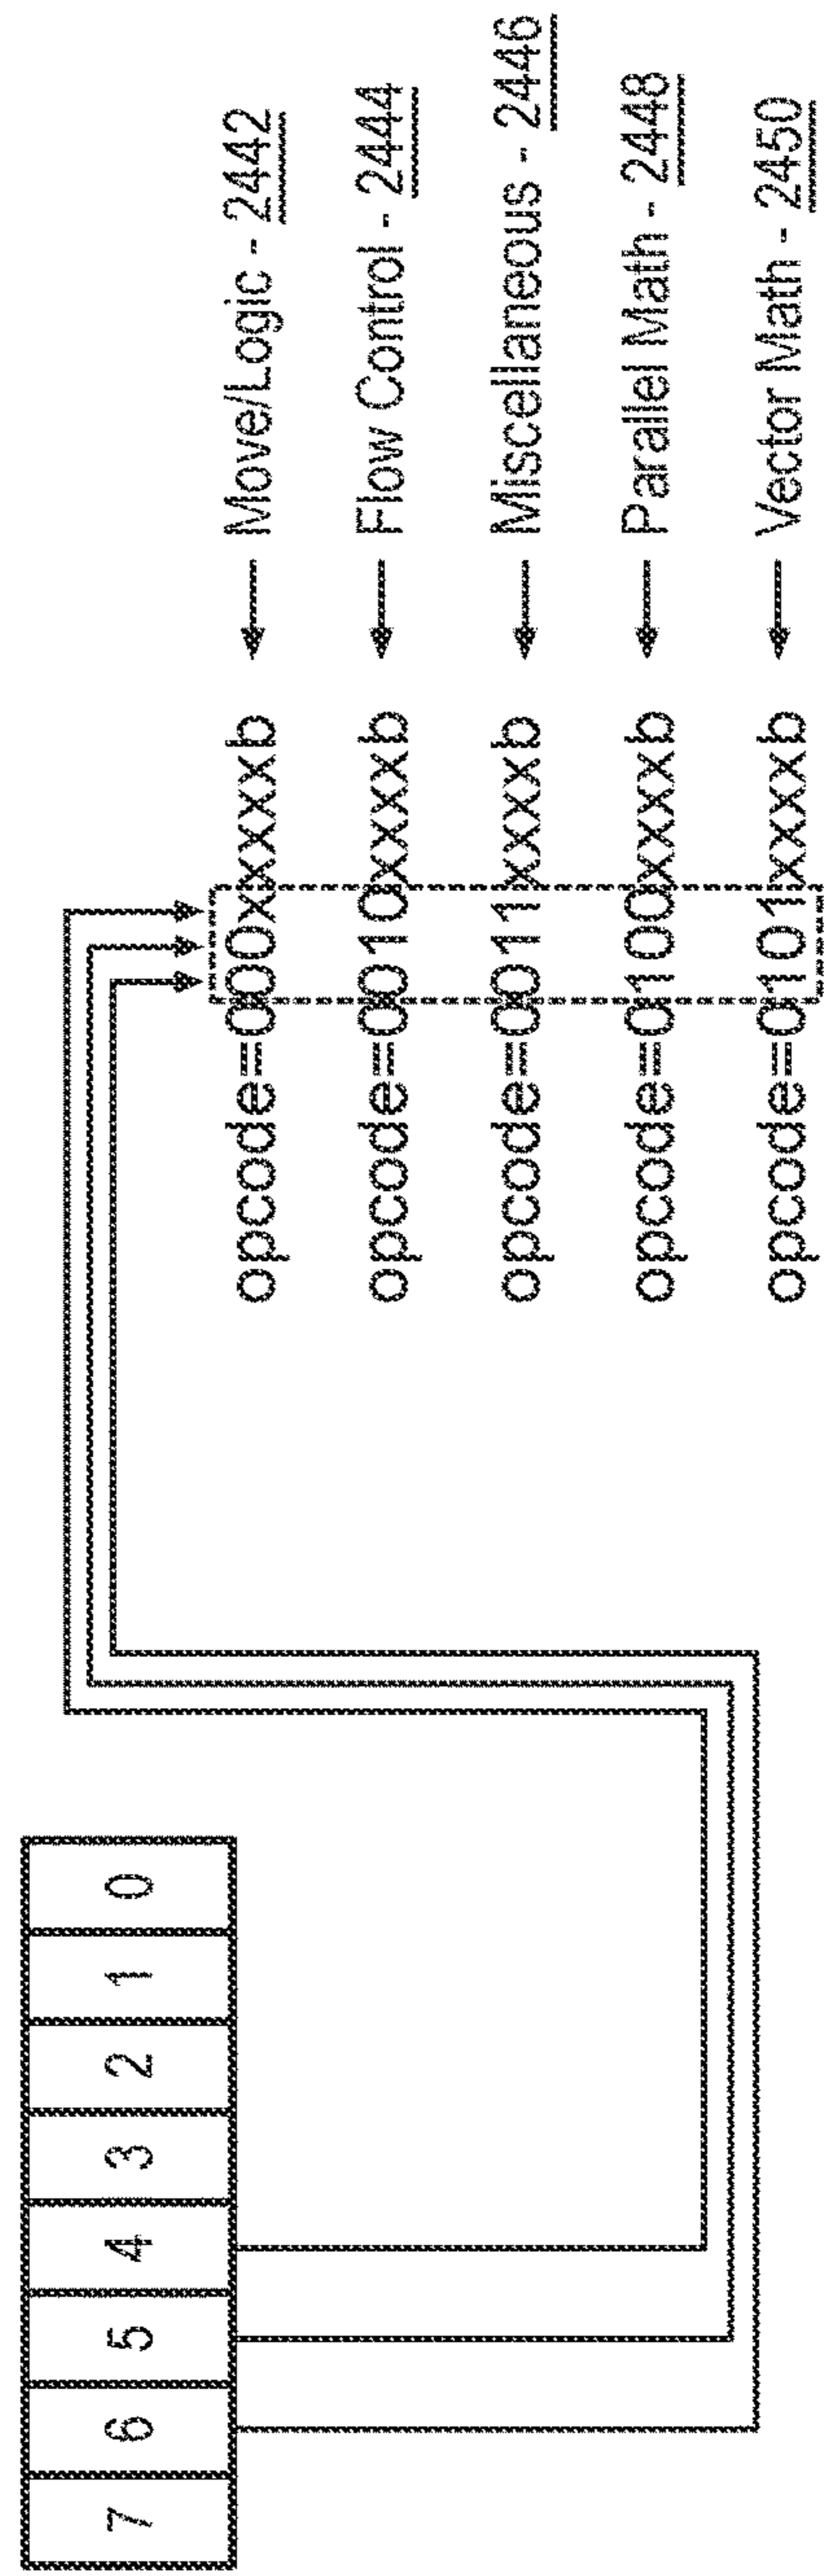 7 6 5 4 3 2 1 0
opcode=000xxxxxb Move/Logic - 2442
opcode=0010xxxxb Flow Control - 2444
opcode=0011xxxxb Miscellaneous - 2446
opcode=0100xxxxb Parallel Math - 2448
opcode=0101xxxxb Vector Math - 2450